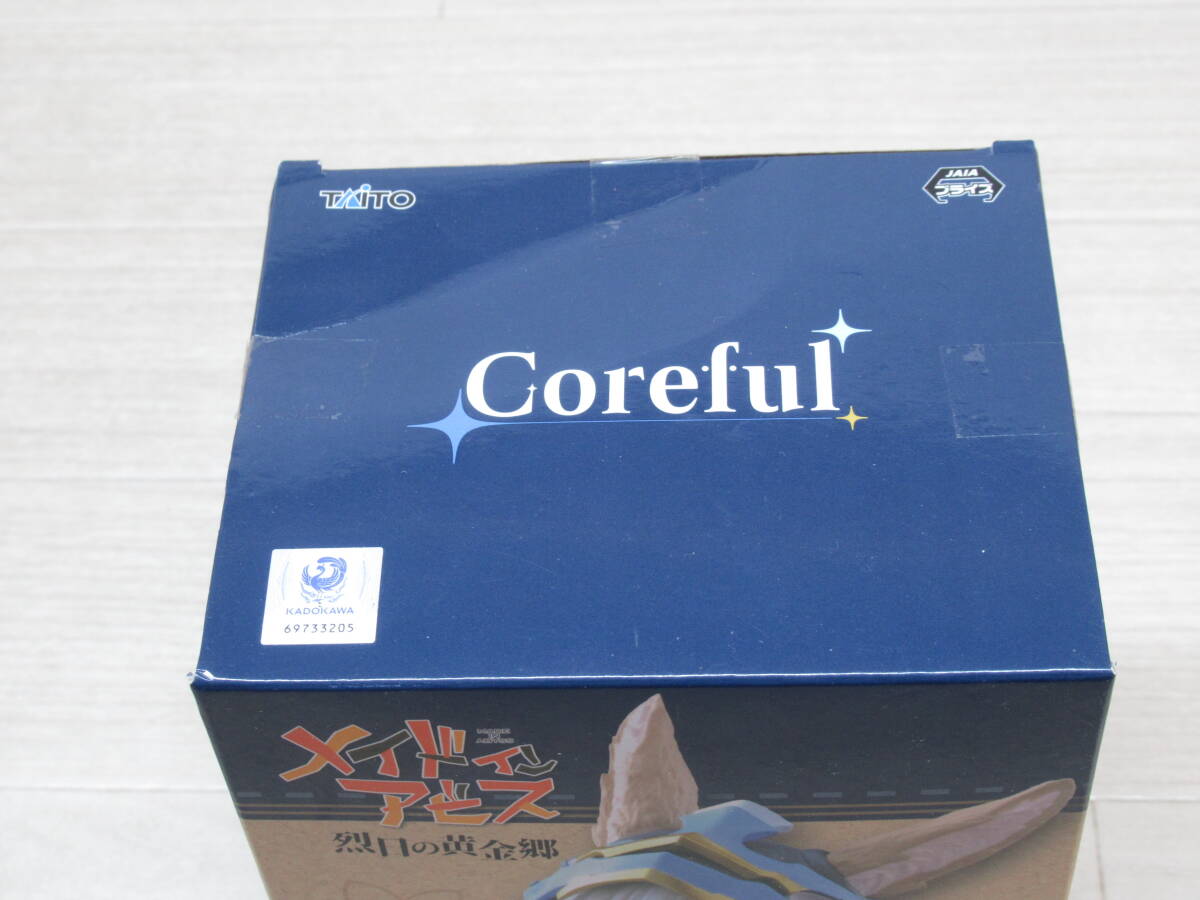 TAITO
JAIA
プライズ
Coreful
KADOKAWA
69733205
メイドイン
MADE
IN
ABYSS
アビス
烈日の黄金郷